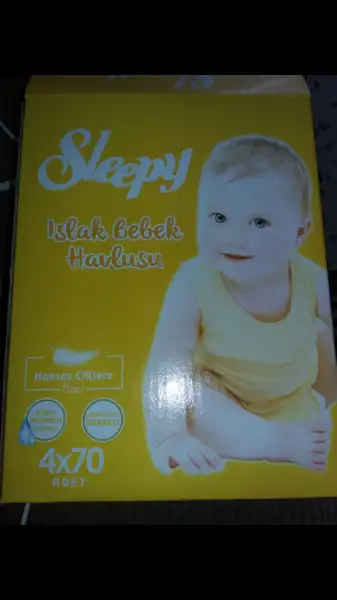 Sleepy
Islak Bebek
Havlusu
Hassas Ciltlere
Özel
4x70
ADET